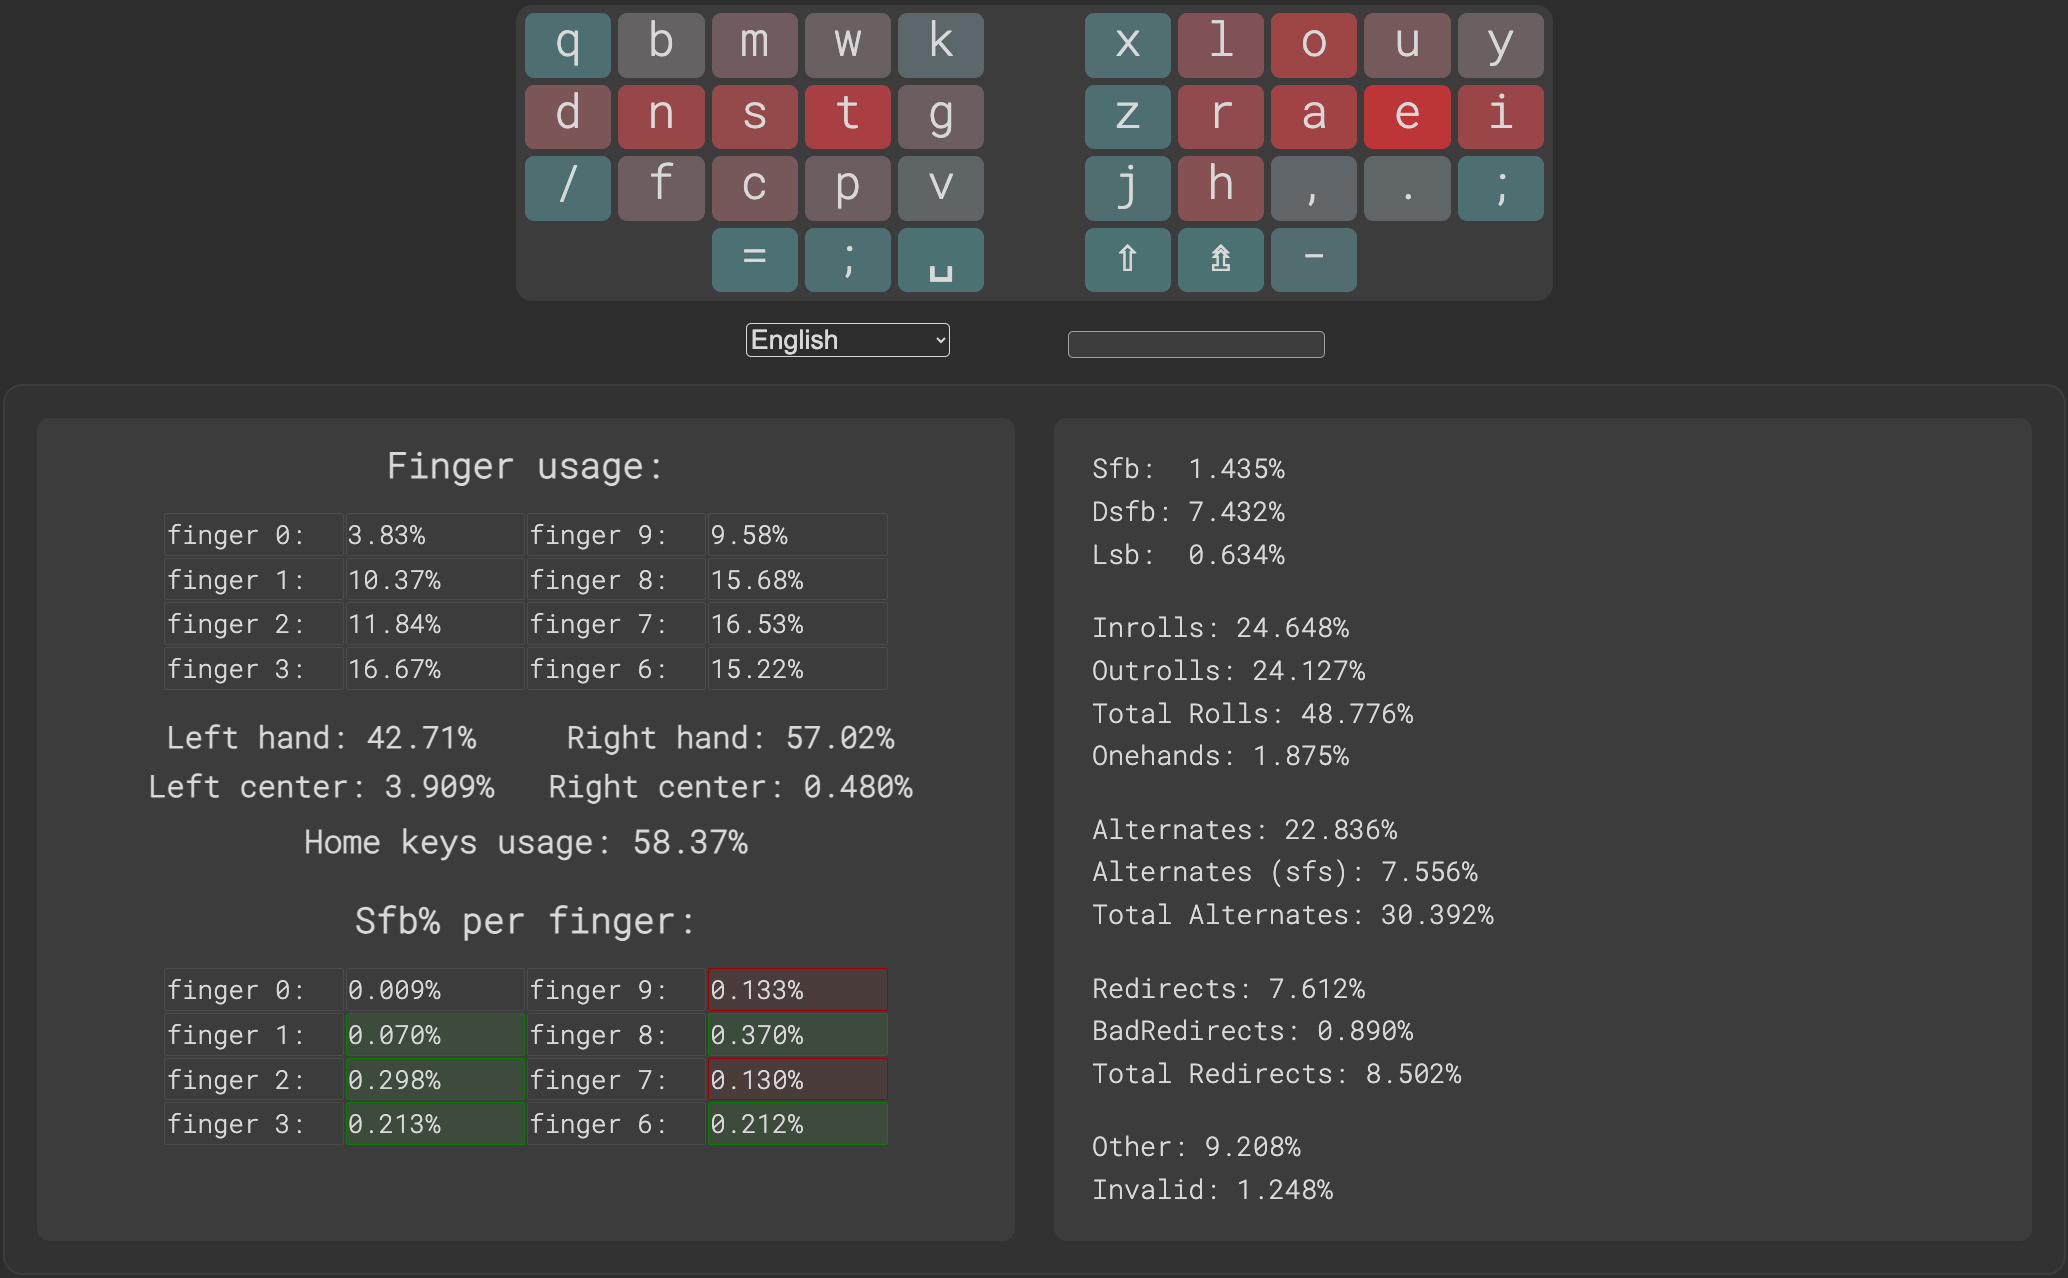 q b m w k x l o u y
d n s t g z r a e i
/ f c p v j h , . ;
= ; ␣ ⇧ ⇯ -
English
Finger usage:
finger 0: 3.83% finger 9: 9.58%
finger 1: 10.37% finger 8: 15.68%
finger 2: 11.84% finger 7: 16.53%
finger 3: 16.67% finger 6: 15.22%
Left hand: 42.71% Right hand: 57.02%
Left center: 3.909% Right center: 0.480%
Home keys usage: 58.37%
Sfb% per finger:
finger 0: 0.009% finger 9: 0.133%
finger 1: 0.070% finger 8: 0.370%
finger 2: 0.298% finger 7: 0.130%
finger 3: 0.213% finger 6: 0.212%
Sfb: 1.435%
Dsfb: 7.432%
Lsb: 0.634%
Inrolls: 24.648%
Outrolls: 24.127%
Total Rolls: 48.776%
Onehands: 1.875%
Alternates: 22.836%
Alternates (sfs): 7.556%
Total Alternates: 30.392%
Redirects: 7.612%
BadRedirects: 0.890%
Total Redirects: 8.502%
Other: 9.208%
Invalid: 1.248%